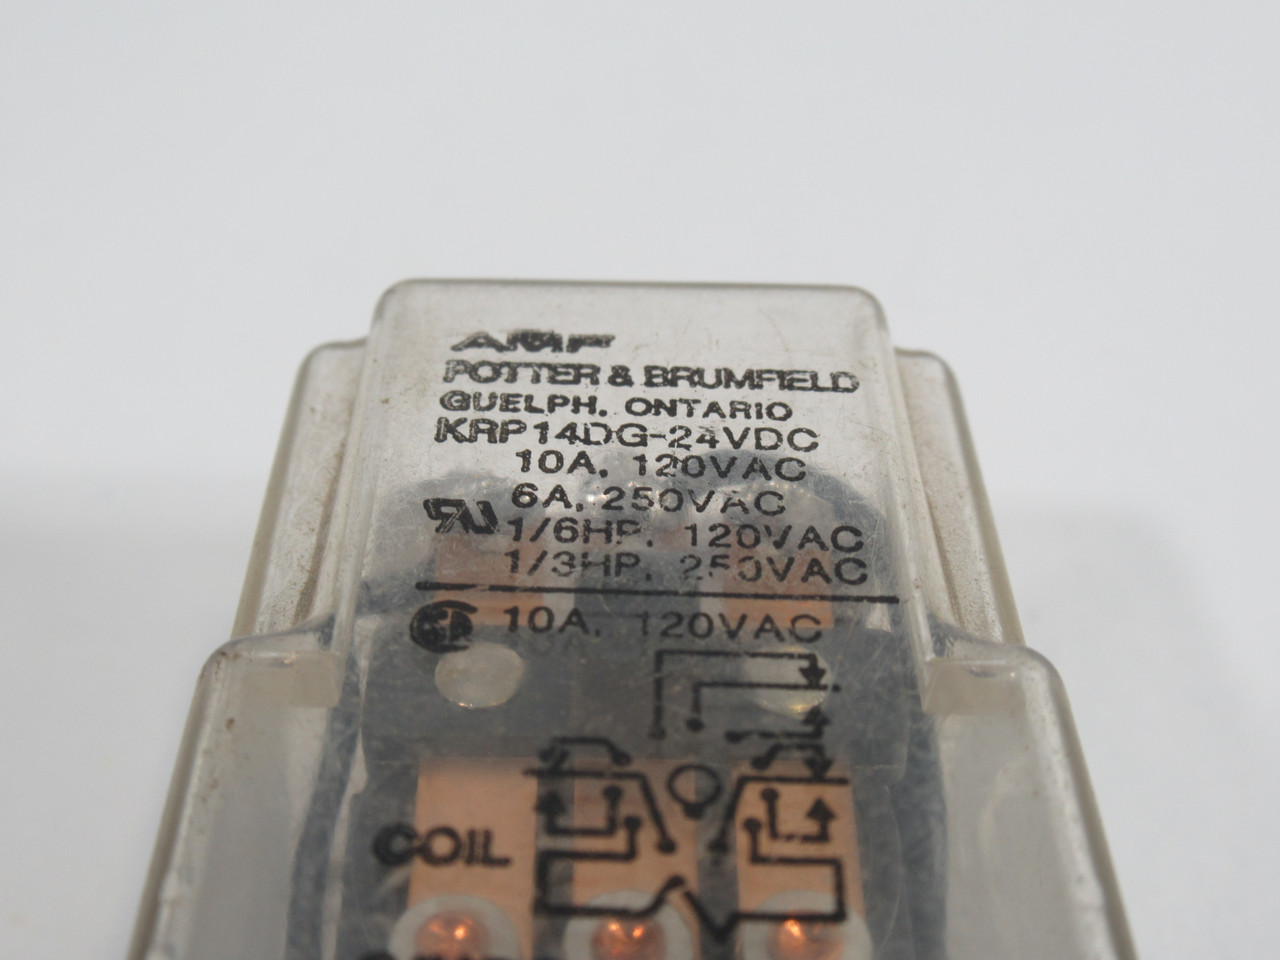 AMF
POTTER & BRUMFIELD
GUELPH, ONTARIO
KRP14DG-24VDC
10A, 120VAC
6A, 250VAC
1/6HP, 120VAC
1/3HP, 250VAC
10A, 120VAC
COIL